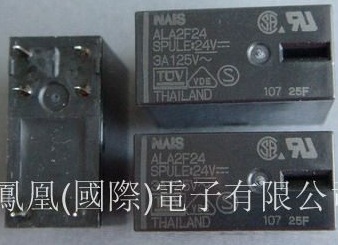 NAIS
ALA2F24
SPULE:24V⎓
3A125V~
TÜV VDE S
THAILAND
107 25F
NAIS
ALA2F24
SPULE:24V⎓
THAILAND
107 25F
鳳凰(國際)電子有限公